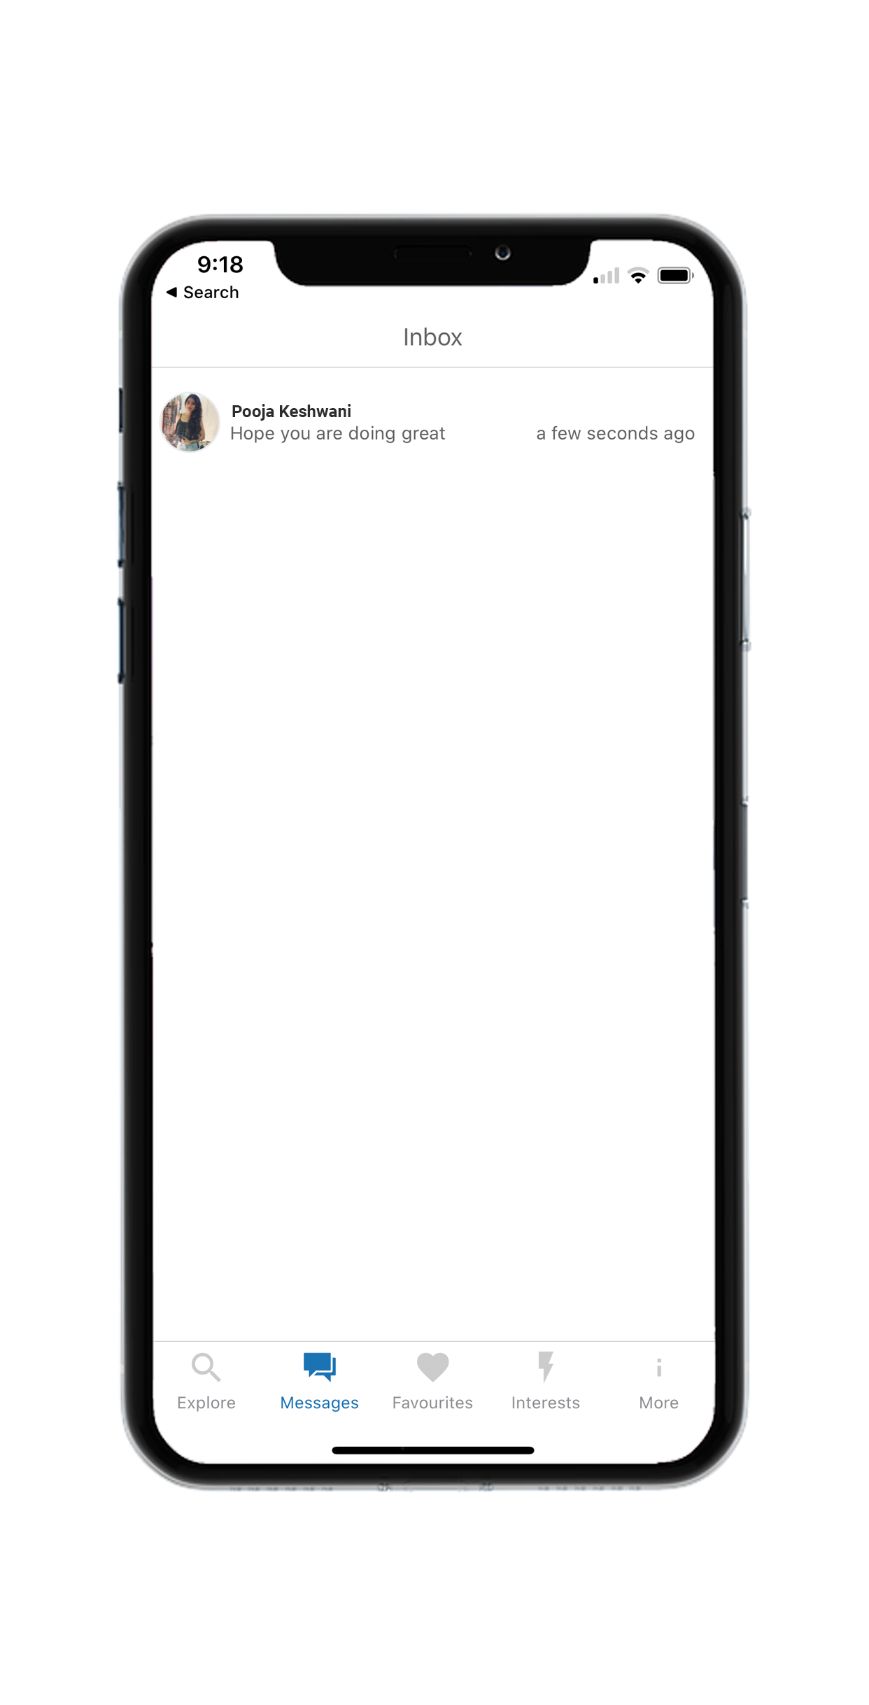 9:18
◀ Search
Inbox
Pooja Keshwani
Hope you are doing great
a few seconds ago
Explore
Messages
Favourites
Interests
More